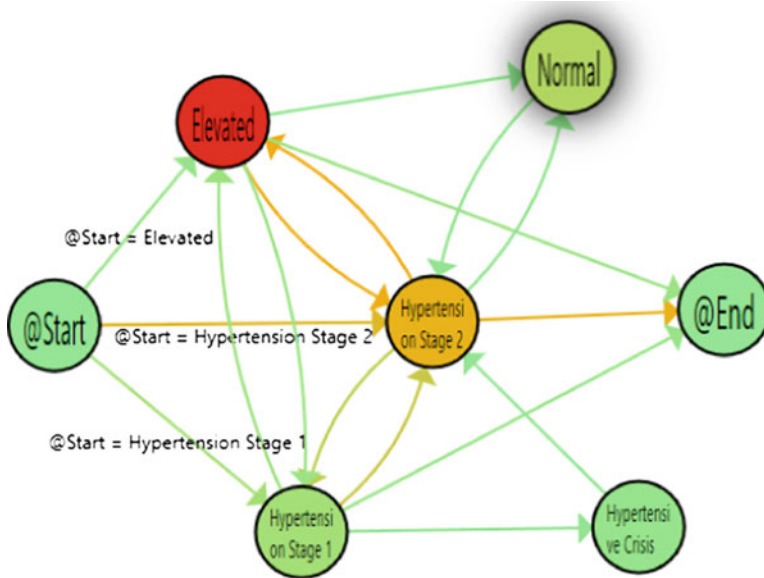 Normal
Elevated
@Start = Elevated
Hypertensi
on Stage 2
@End
@Start
@Start = Hypertension Stage 2
@Start = Hypertension Stage 1
Hypertensi
on Stage 1
Hypertensi
ve Crisis